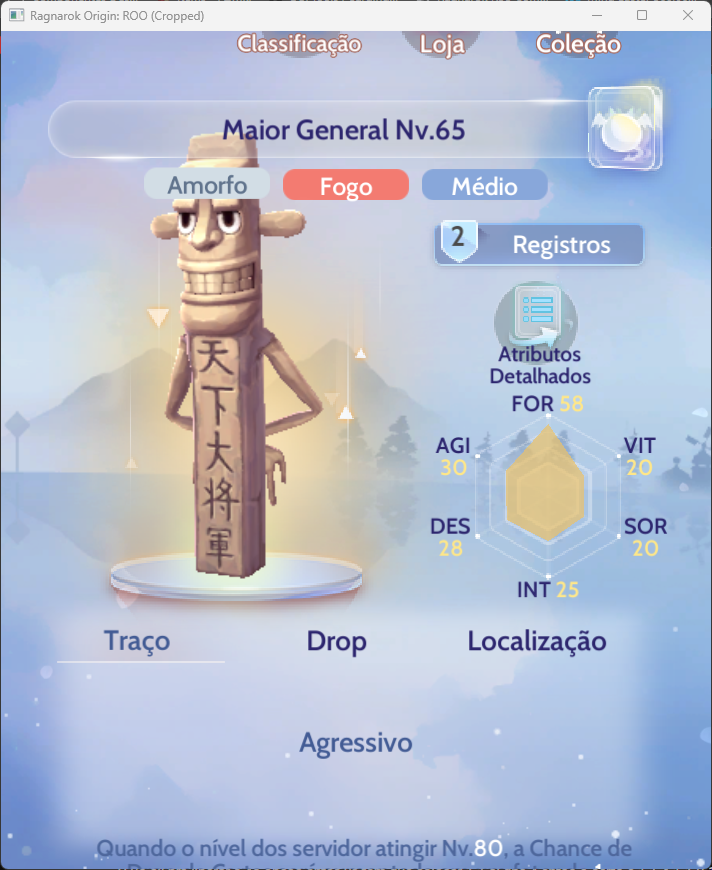 Ragnarok Origin: ROO (Cropped)
Classificação
Loja
Coleção
Maior General Nv.65
Amorfo
Fogo
Médio
2
Registros
Atributos
Detalhados
FOR 58
AGI
30
VIT
20
DES
28
SOR
20
INT 25
天
下
大
将
軍
Traço
Drop
Localização
Agressivo
Quando o nível dos servidor atingir Nv.80, a Chance de